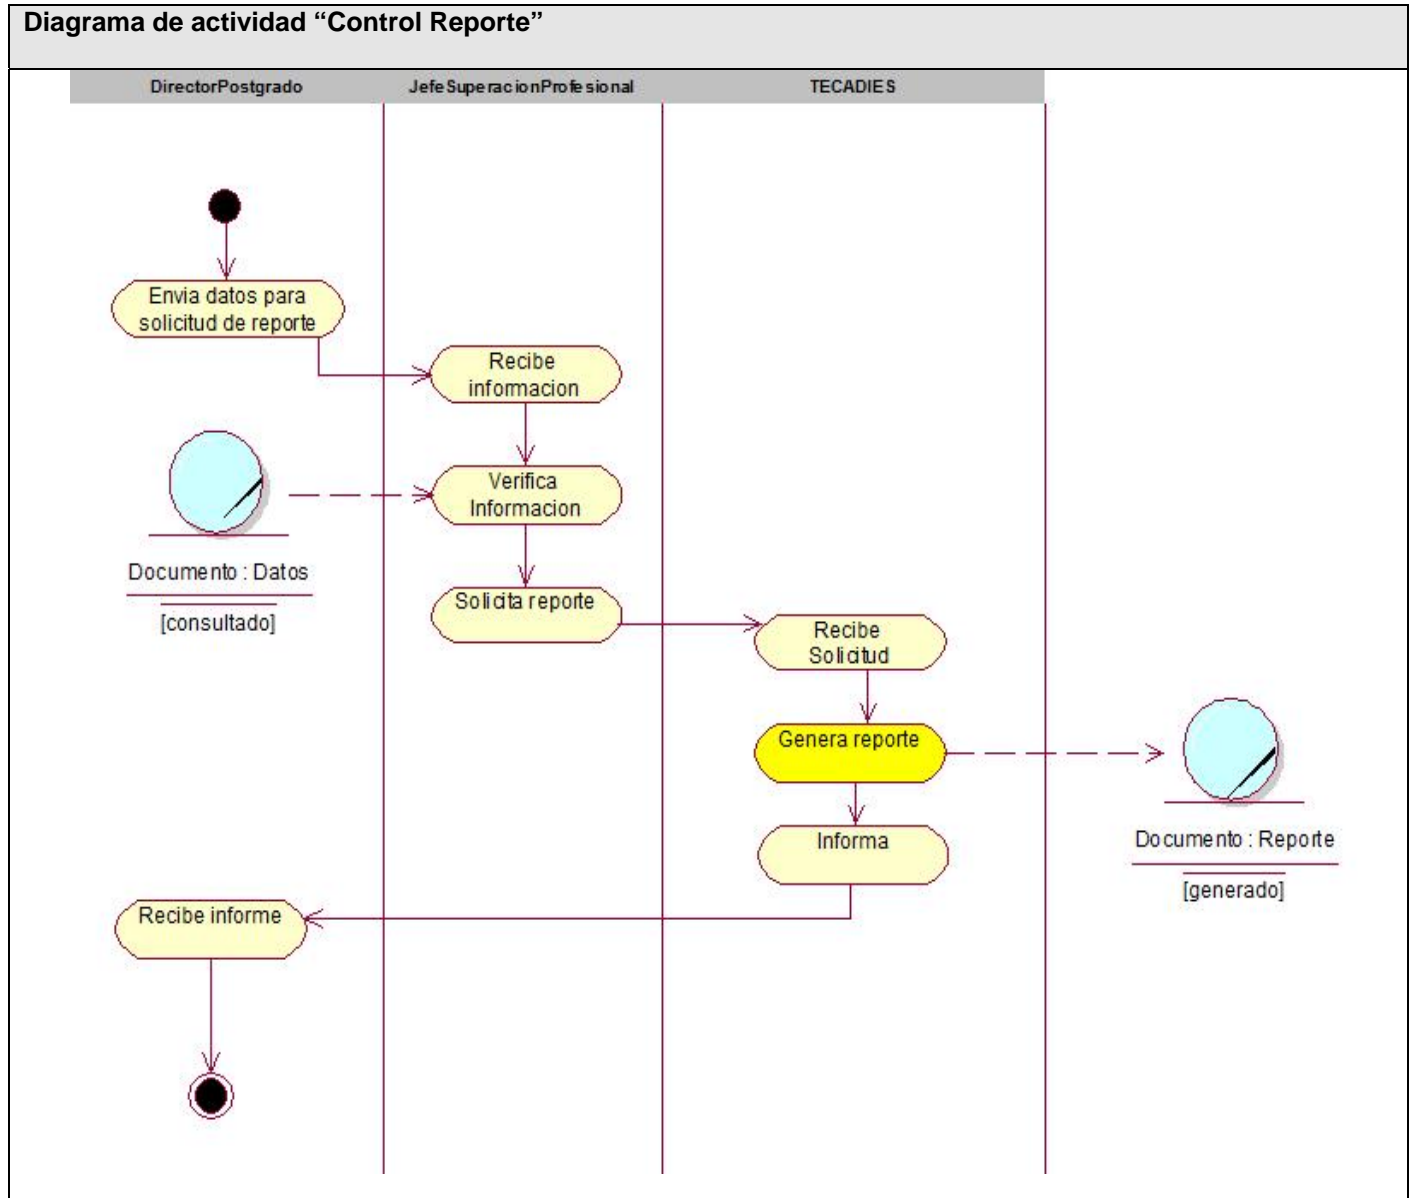 Diagrama de actividad “Control Reporte”
DirectorPostgrado
JefeSuperacionProfesional
TECADIES
Envia datos para
solicitud de reporte
Recibe
informacion
Verifica
Informacion
Documento : Datos
[consultado]
Solicita reporte
Recibe
Solicitud
Genera reporte
Informa
Documento : Reporte
[generado]
Recibe informe